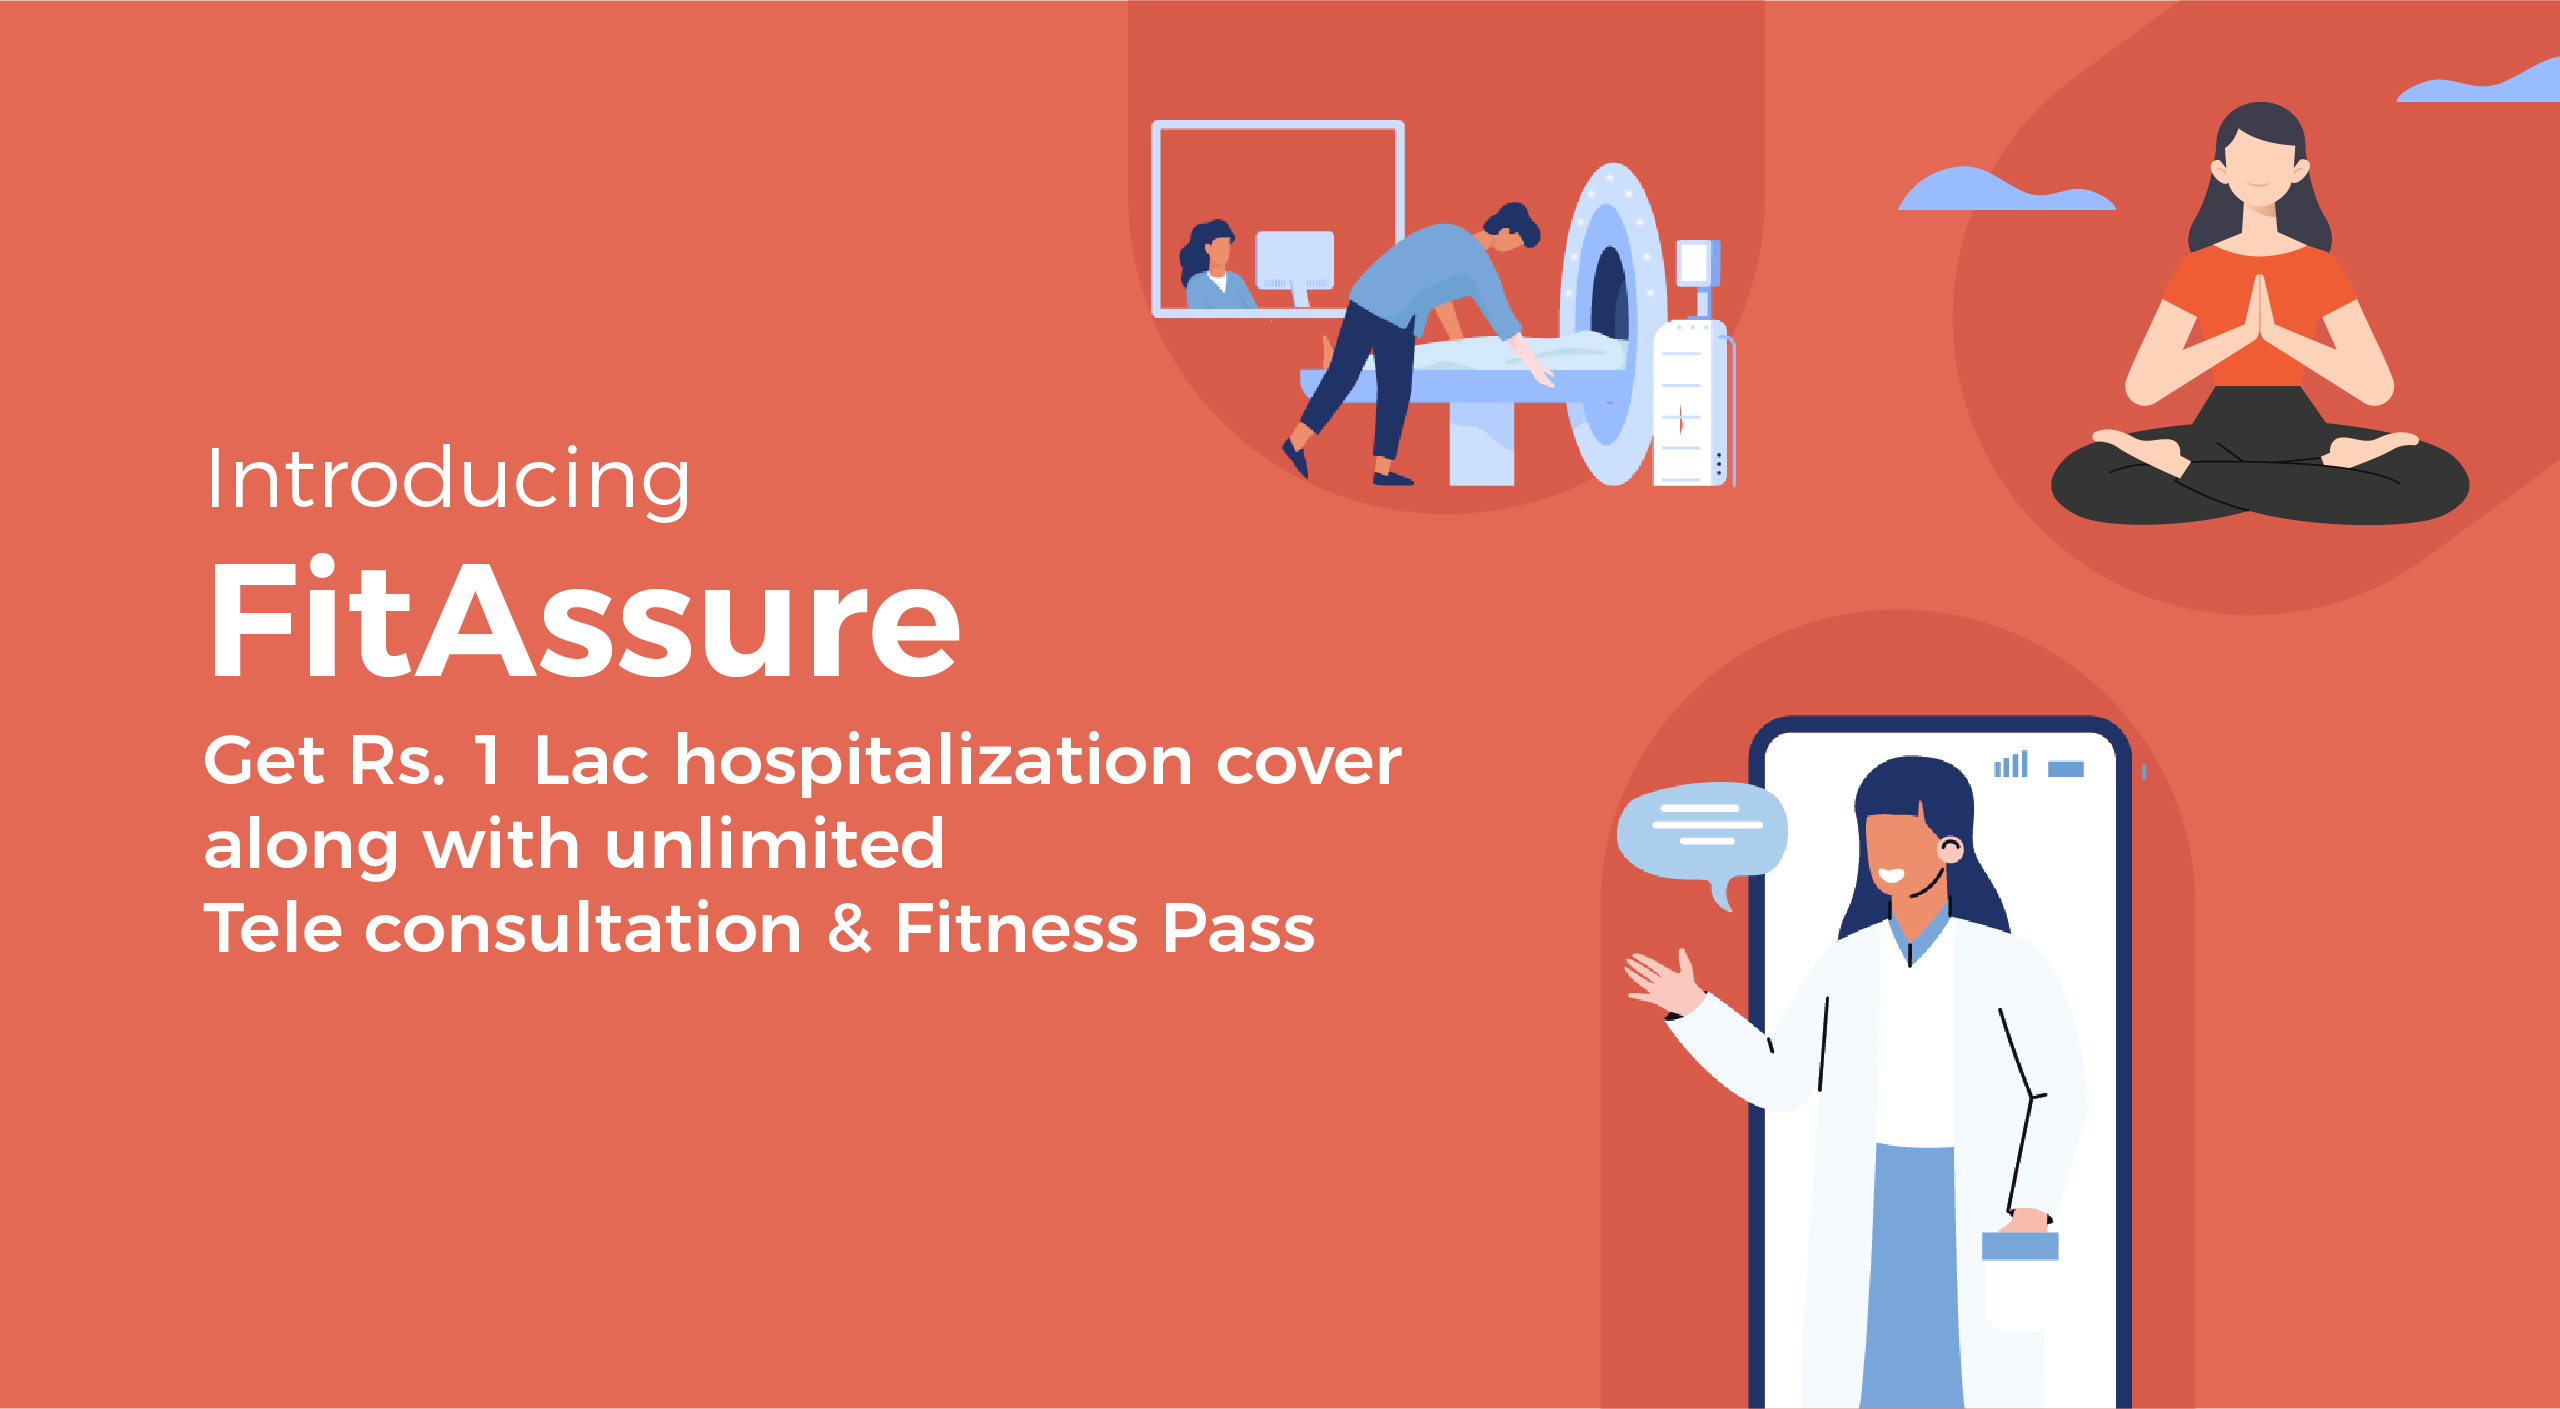 Introducing
FitAssure
Get Rs. 1 Lac hospitalization cover
along with unlimited
Tele consultation & Fitness Pass